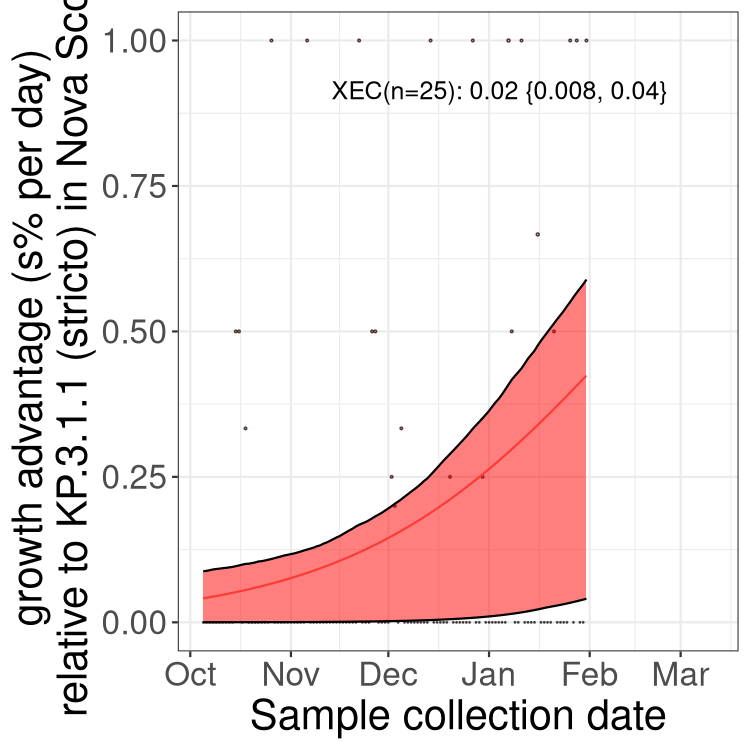 growth advantage (s% per day)
relative to KP.3.1.1 (stricto) in Nova Sco
1.00
0.75
0.50
0.25
0.00
XEC(n=25): 0.02 {0.008, 0.04}
Oct Nov Dec Jan Feb Mar
Sample collection date